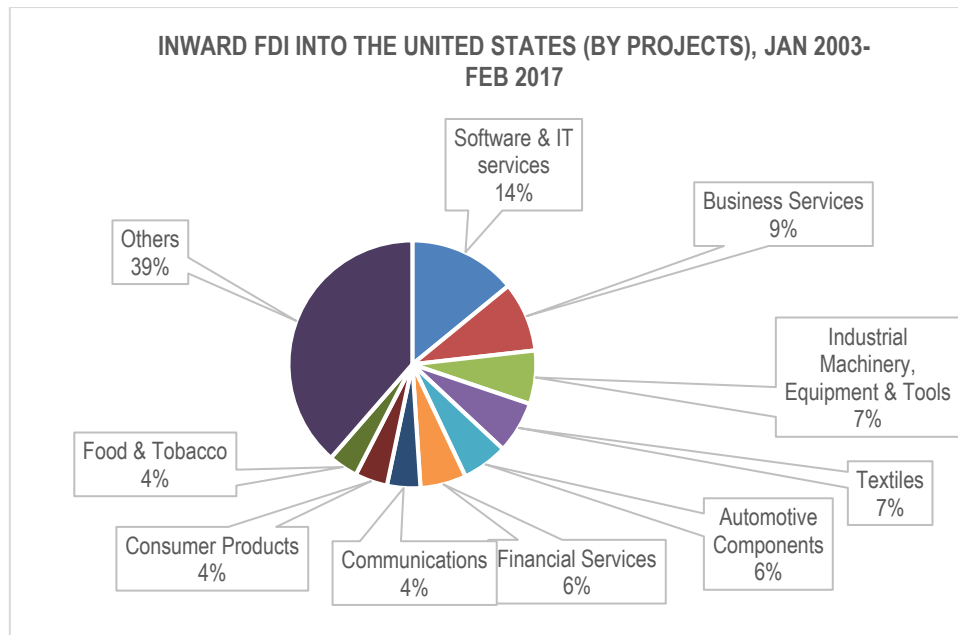 INWARD FDI INTO THE UNITED STATES (BY PROJECTS), JAN 2003-
FEB 2017
Software & IT
services
14%
Business Services
9%
Industrial
Machinery,
Equipment & Tools
7%
Textiles
7%
Automotive
Components
6%
Financial Services
6%
Communications
4%
Consumer Products
4%
Food & Tobacco
4%
Others
39%